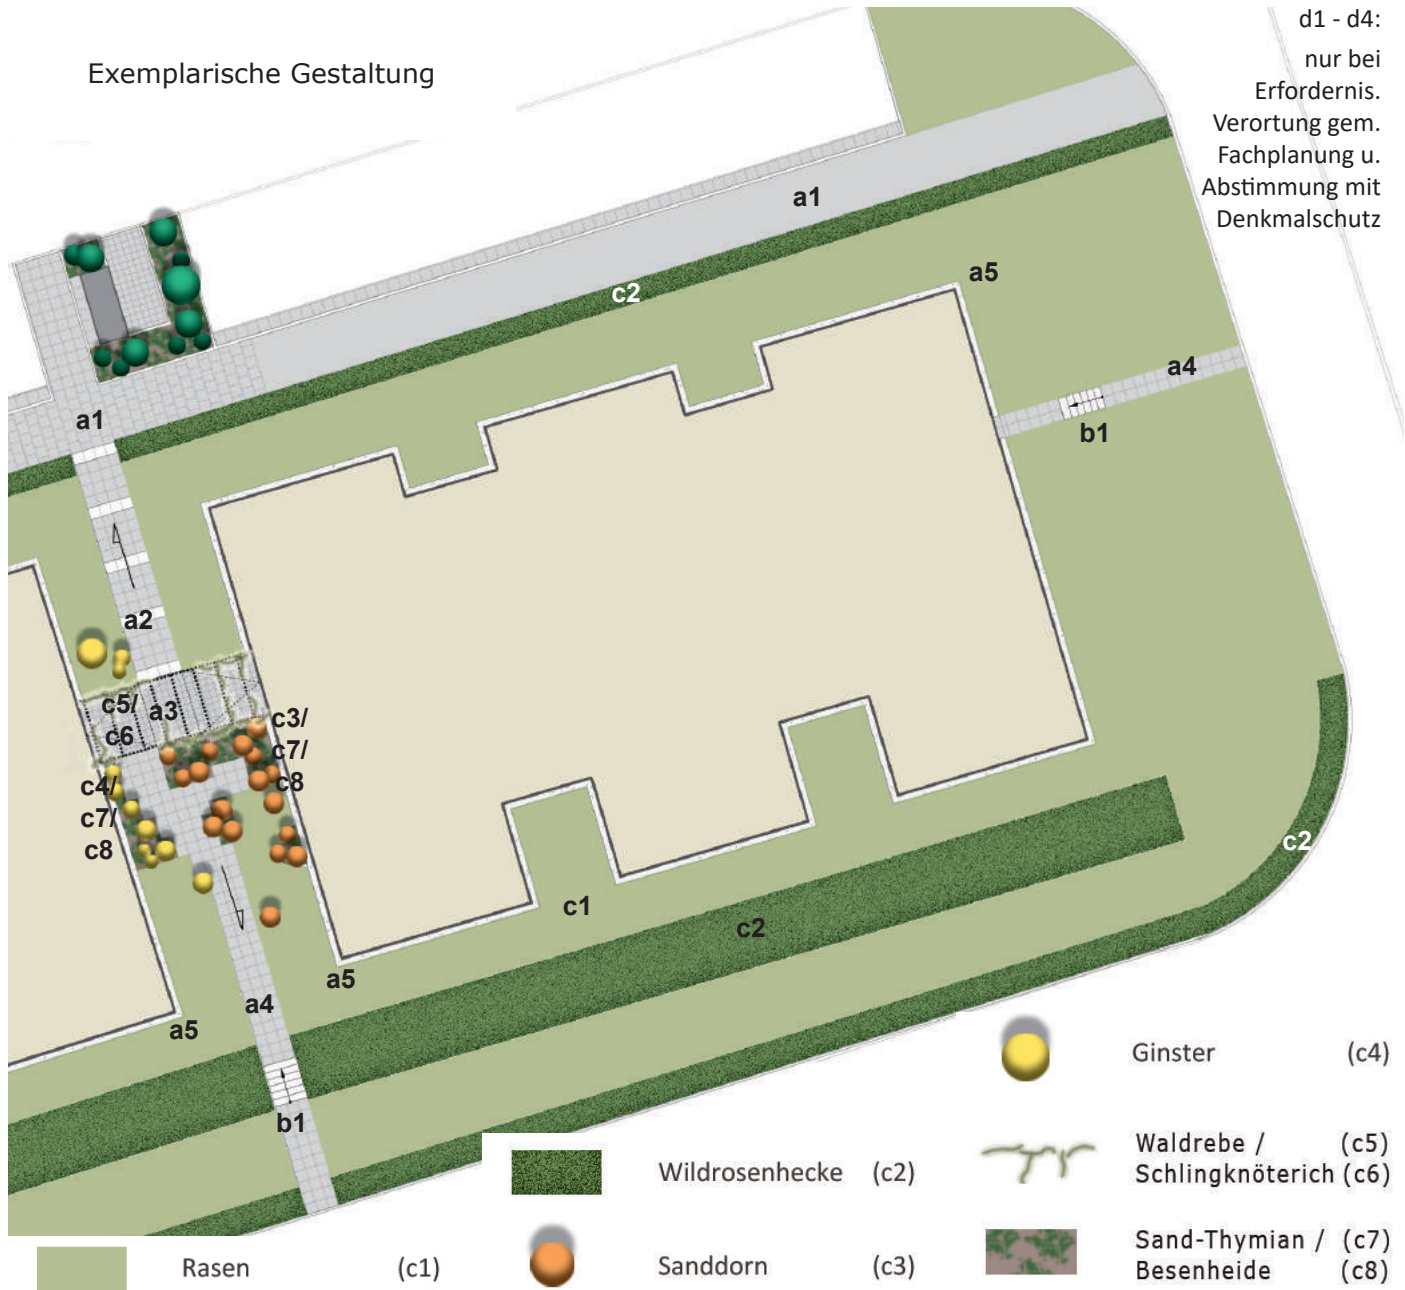 Exemplarische Gestaltung
d1 - d4:
nur bei
Erfordernis.
Verortung gem.
Fachplanung u.
Abstimmung mit
Denkmalschutz
a1
c2
a5
a4
b1
a1
a2
c5/
c6
a3
c3/
c7/
c8
c4/
c7/
c8
c1
c2
c2
a5
a4
a5
b1
Ginster (c4)
Wildrosenhecke (c2)
Waldrebe / (c5)
Schlingknöterich (c6)
Rasen (c1)
Sanddorn (c3)
Sand-Thymian / (c7)
Besenheide (c8)